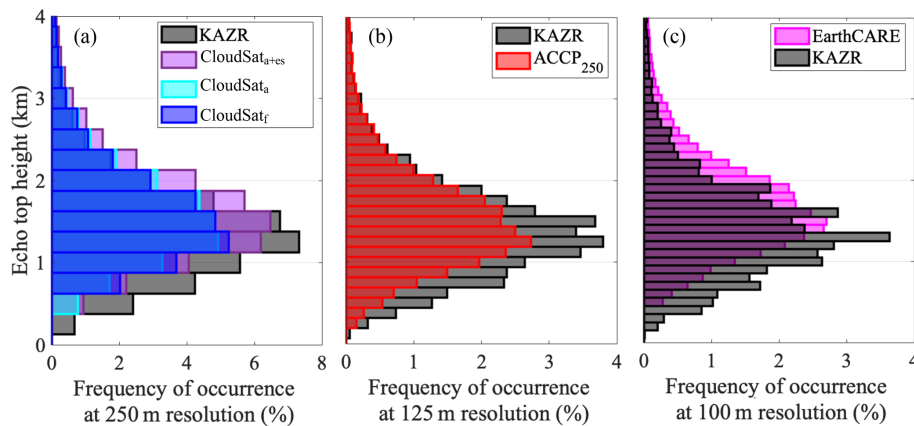 (a)
KAZR
CloudSat_a+es
CloudSat_a
CloudSat_f
Echo top height (km)
4
3
2
1
0
0 2 4 6 8
Frequency of occurrence
at 250 m resolution (%)
(b)
KAZR
ACCP_250
0 1 2 3 4
Frequency of occurrence
at 125 m resolution (%)
(c)
EarthCARE
KAZR
0 1 2 3 4
Frequency of occurrence
at 100 m resolution (%)